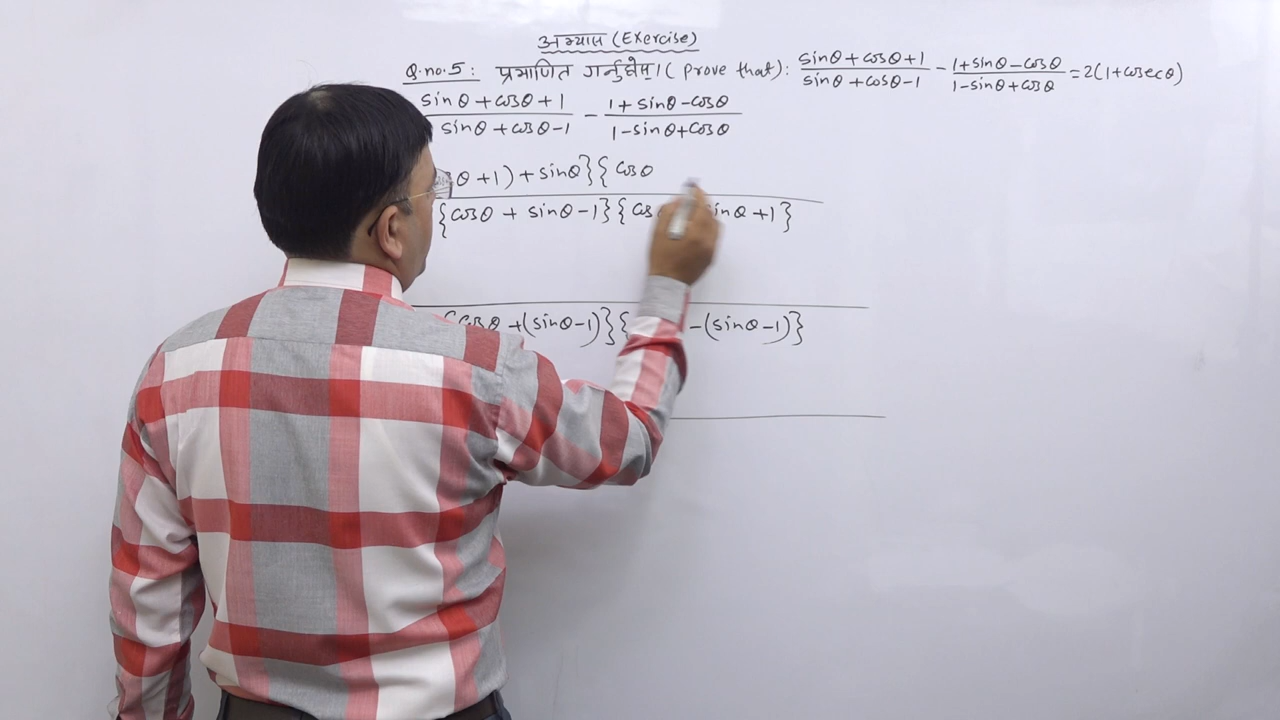 अभ्यास (Exercise)
Q.no.5: प्रमाणित गर्नुहोस् । (prove that): (sinθ+cosθ+1)/(sinθ+cosθ-1) - (1+sinθ-cosθ)/(1-sinθ+cosθ) = 2(1+cosecθ)
(sinθ+cosθ+1)/(sinθ+cosθ-1) - (1+sinθ-cosθ)/(1-sinθ+cosθ)
θ+1)+sinθ}{cosθ
{cosθ + sinθ-1}{ sinθ+1}
+(sinθ-1)}{ -(sinθ-1)}